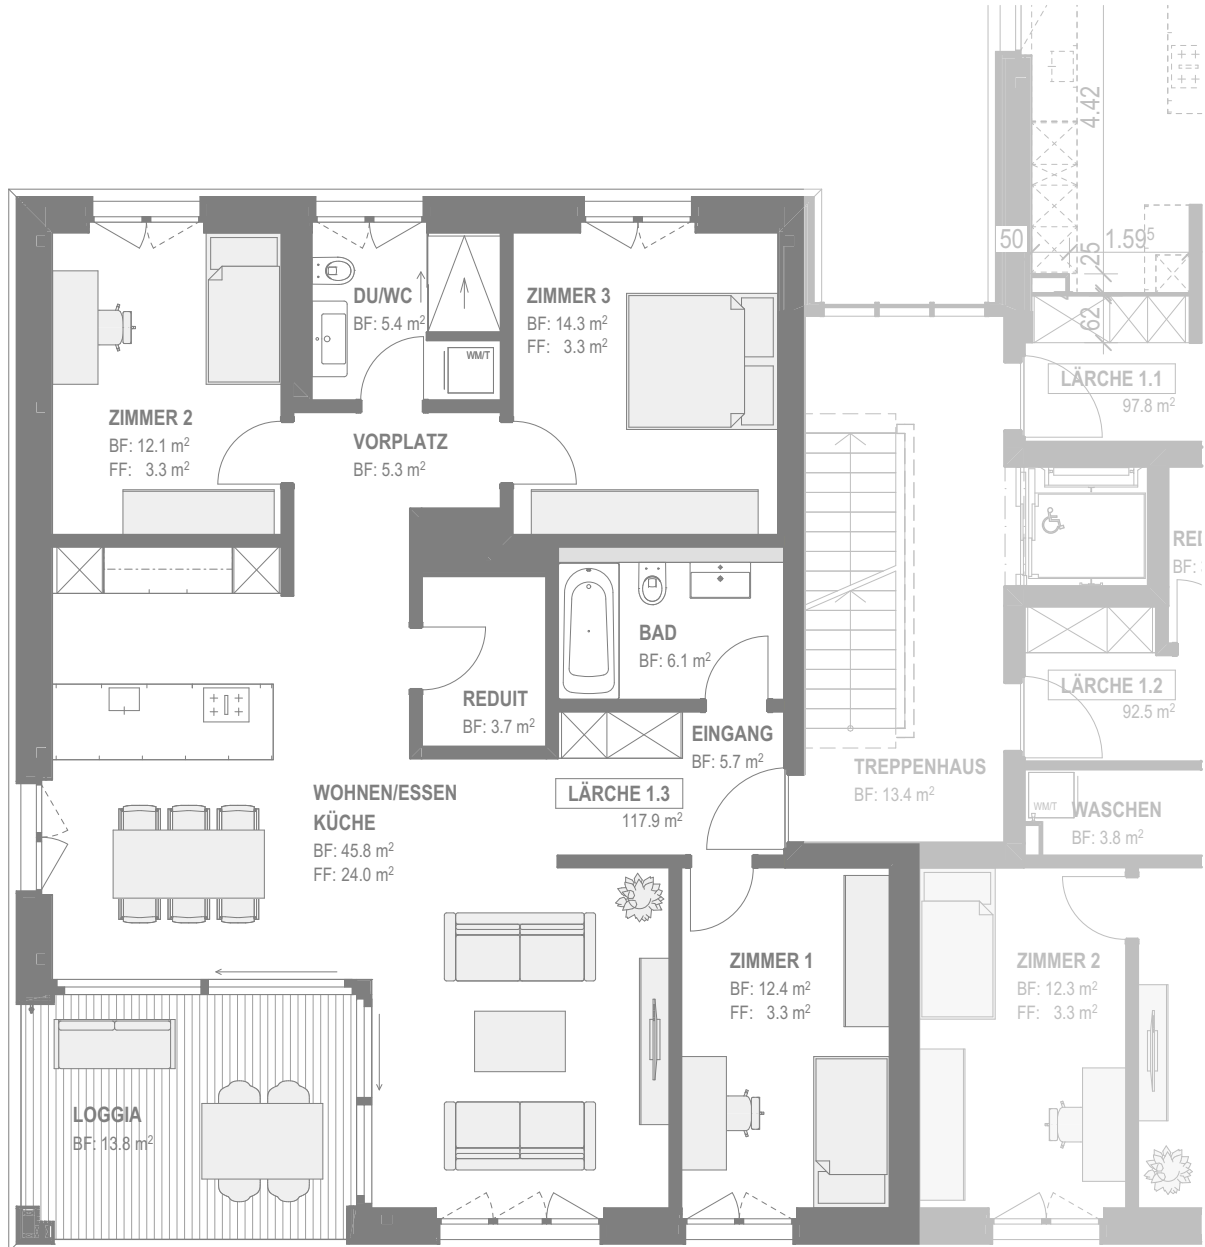 4.42
50
1.59⁵
25
62
LÄRCHE 1.1
97.8 m²
DU/WC
BF: 5.4 m²
WM/T
ZIMMER 3
BF: 14.3 m²
FF: 3.3 m²
ZIMMER 2
BF: 12.1 m²
FF: 3.3 m²
VORPLATZ
BF: 5.3 m²
BAD
BF: 6.1 m²
REDUIT
BF: 3.7 m²
EINGANG
BF: 5.7 m²
LÄRCHE 1.3
117.9 m²
LÄRCHE 1.2
92.5 m²
TREPPENHAUS
BF: 13.4 m²
WM/T
WASCHEN
BF: 3.8 m²
WOHNEN/ESSEN
KÜCHE
BF: 45.8 m²
FF: 24.0 m²
ZIMMER 1
BF: 12.4 m²
FF: 3.3 m²
ZIMMER 2
BF: 12.3 m²
FF: 3.3 m²
LOGGIA
BF: 13.8 m²